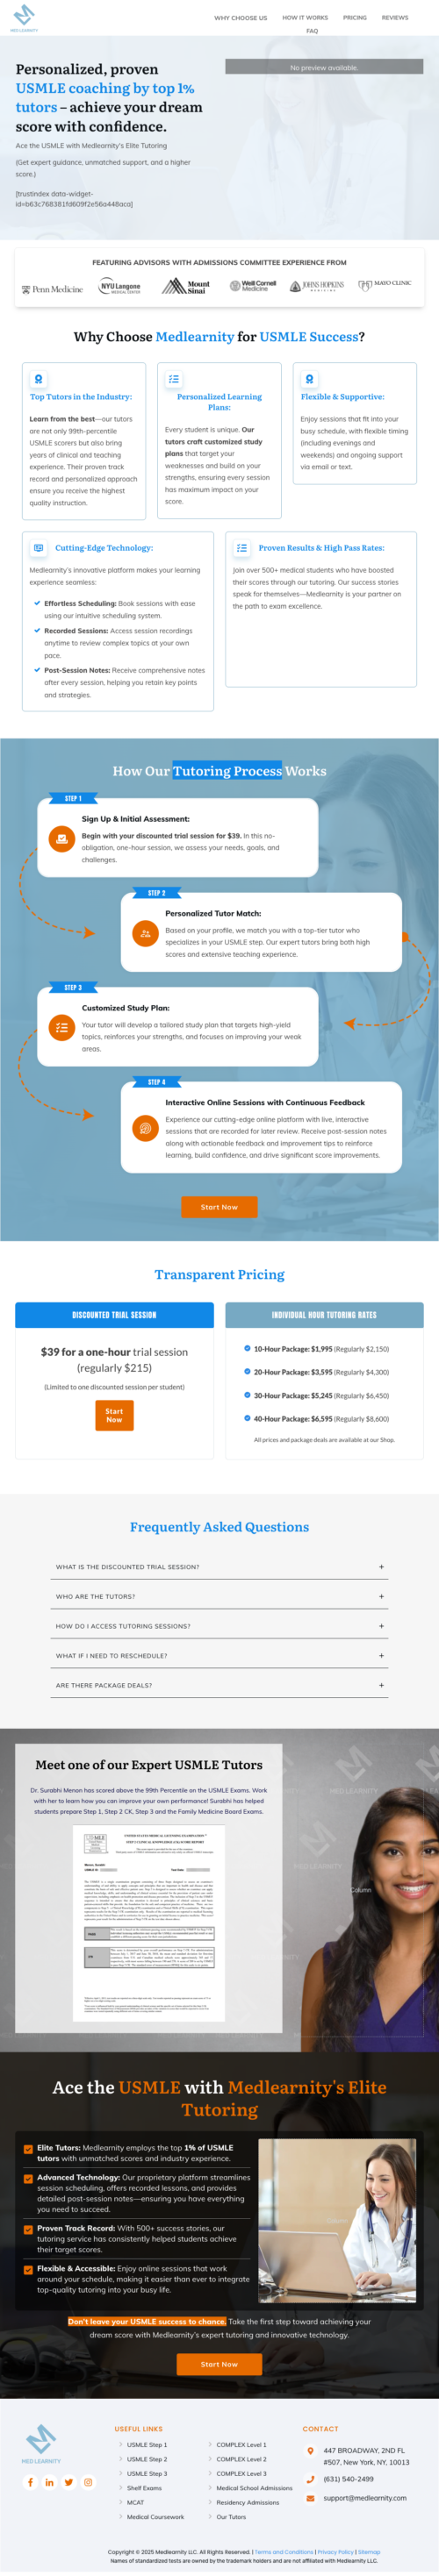 MED LEARNITY
WHY CHOOSE US HOW IT WORKS PRICING REVIEWS
FAQ
Personalized, proven
USMLE coaching by top 1%
tutors – achieve your dream
score with confidence.
Ace the USMLE with Medlearnity's Elite Tutoring
(Get expert guidance, unmatched support, and a higher
score.)
[trustindex data-widget-
id=b63c768381fd609f2e56a448aca]
No preview available.
FEATURING ADVISORS WITH ADMISSIONS COMMITTEE EXPERIENCE FROM
Penn Medicine
NYU Langone
MEDICAL CENTER
Mount
Sinai
Weill Cornell
Medicine
JOHNS HOPKINS
MEDICINE
MAYO CLINIC
Why Choose Medlearnity for USMLE Success?
Top Tutors in the Industry:
Learn from the best—our tutors
are not only 99th-percentile
USMLE scorers but also bring
years of clinical and teaching
experience. Their proven track
record and personalized approach
ensure you receive the highest
quality instruction.
Personalized Learning
Plans:
Every student is unique. Our
tutors craft customized study
plans that target your
weaknesses and build on your
strengths, ensuring every session
has maximum impact on your
score.
Flexible & Supportive:
Enjoy sessions that fit into your
busy schedule, with flexible timing
(including evenings and
weekends) and ongoing support
via email or text.
Cutting-Edge Technology:
Medlearnity's innovative platform makes your learning
experience seamless:
Effortless Scheduling: Book sessions with ease
using our intuitive scheduling system.
Recorded Sessions: Access session recordings
anytime to review complex topics at your own
pace.
Post-Session Notes: Receive comprehensive notes
after every session, helping you retain key points
and strategies.
Proven Results & High Pass Rates:
Join over 500+ medical students who have boosted
their scores through our tutoring. Our success stories
speak for themselves—Medlearnity is your partner on
the path to exam excellence.
How Our Tutoring Process Works
STEP 1
Sign Up & Initial Assessment:
Begin with your discounted trial session for $39. In this no-
obligation, one-hour session, we assess your needs, goals, and
challenges.
STEP 2
Personalized Tutor Match:
Based on your profile, we match you with a top-tier tutor who
specializes in your USMLE step. Our expert tutors bring both high
scores and extensive teaching experience.
STEP 3
Customized Study Plan:
Your tutor will develop a tailored study plan that targets high-yield
topics, reinforces your strengths, and focuses on improving your weak
areas.
STEP 4
Interactive Online Sessions with Continuous Feedback
Experience our cutting-edge online platform with live, interactive
sessions that are recorded for later review. Receive post-session notes
along with actionable feedback and improvement tips to reinforce
learning, build confidence, and drive significant score improvements.
Start Now
Transparent Pricing
DISCOUNTED TRIAL SESSION
$39 for a one-hour trial session
(regularly $215)
(Limited to one discounted session per student)
Start
Now
INDIVIDUAL HOUR TUTORING RATES
10-Hour Package: $1,995 (Regularly $2,150)
20-Hour Package: $3,595 (Regularly $4,300)
30-Hour Package: $5,245 (Regularly $6,450)
40-Hour Package: $6,595 (Regularly $8,600)
All prices and package deals are available at our Shop.
Frequently Asked Questions
WHAT IS THE DISCOUNTED TRIAL SESSION? +
WHO ARE THE TUTORS? +
HOW DO I ACCESS TUTORING SESSIONS? +
WHAT IF I NEED TO RESCHEDULE? +
ARE THERE PACKAGE DEALS? +
Meet one of our Expert USMLE Tutors
Dr. Surabhi Menon has scored above the 99th Percentile on the USMLE Exams. Work
with her to learn how you can improve your own performance! Surabhi has helped
students prepare Step 1, Step 2 CK, Step 3 and the Family Medicine Board Exams.
USMLE
Column
MED LEARNITY
Ace the USMLE with Medlearnity's Elite
Tutoring
Elite Tutors: Medlearnity employs the top 1% of USMLE
tutors with unmatched scores and industry experience.
Advanced Technology: Our proprietary platform streamlines
session scheduling, offers recorded lessons, and provides
detailed post-session notes—ensuring you have everything
you need to succeed.
Proven Track Record: With 500+ success stories, our
tutoring service has consistently helped students achieve
their target scores.
Flexible & Accessible: Enjoy online sessions that work
around your schedule, making it easier than ever to integrate
top-quality tutoring into your busy life.
Don't leave your USMLE success to chance. Take the first step toward achieving your
dream score with Medlearnity's expert tutoring and innovative technology.
Start Now
MED LEARNITY
USEFUL LINKS
USMLE Step 1
USMLE Step 2
USMLE Step 3
Shelf Exams
MCAT
Medical Coursework
COMPLEX Level 1
COMPLEX Level 2
COMPLEX Level 3
Medical School Admissions
Residency Admissions
Our Tutors
CONTACT
447 BROADWAY, 2ND FL
#507, New York, NY, 10013
(631) 540-2499
support@medlearnity.com
Copyright © 2025 Medlearnity LLC. All Rights Reserved. | Terms and Conditions | Privacy Policy | Sitemap
Names of standardized tests are owned by the trademark holders and are not affiliated with Medlearnity LLC.